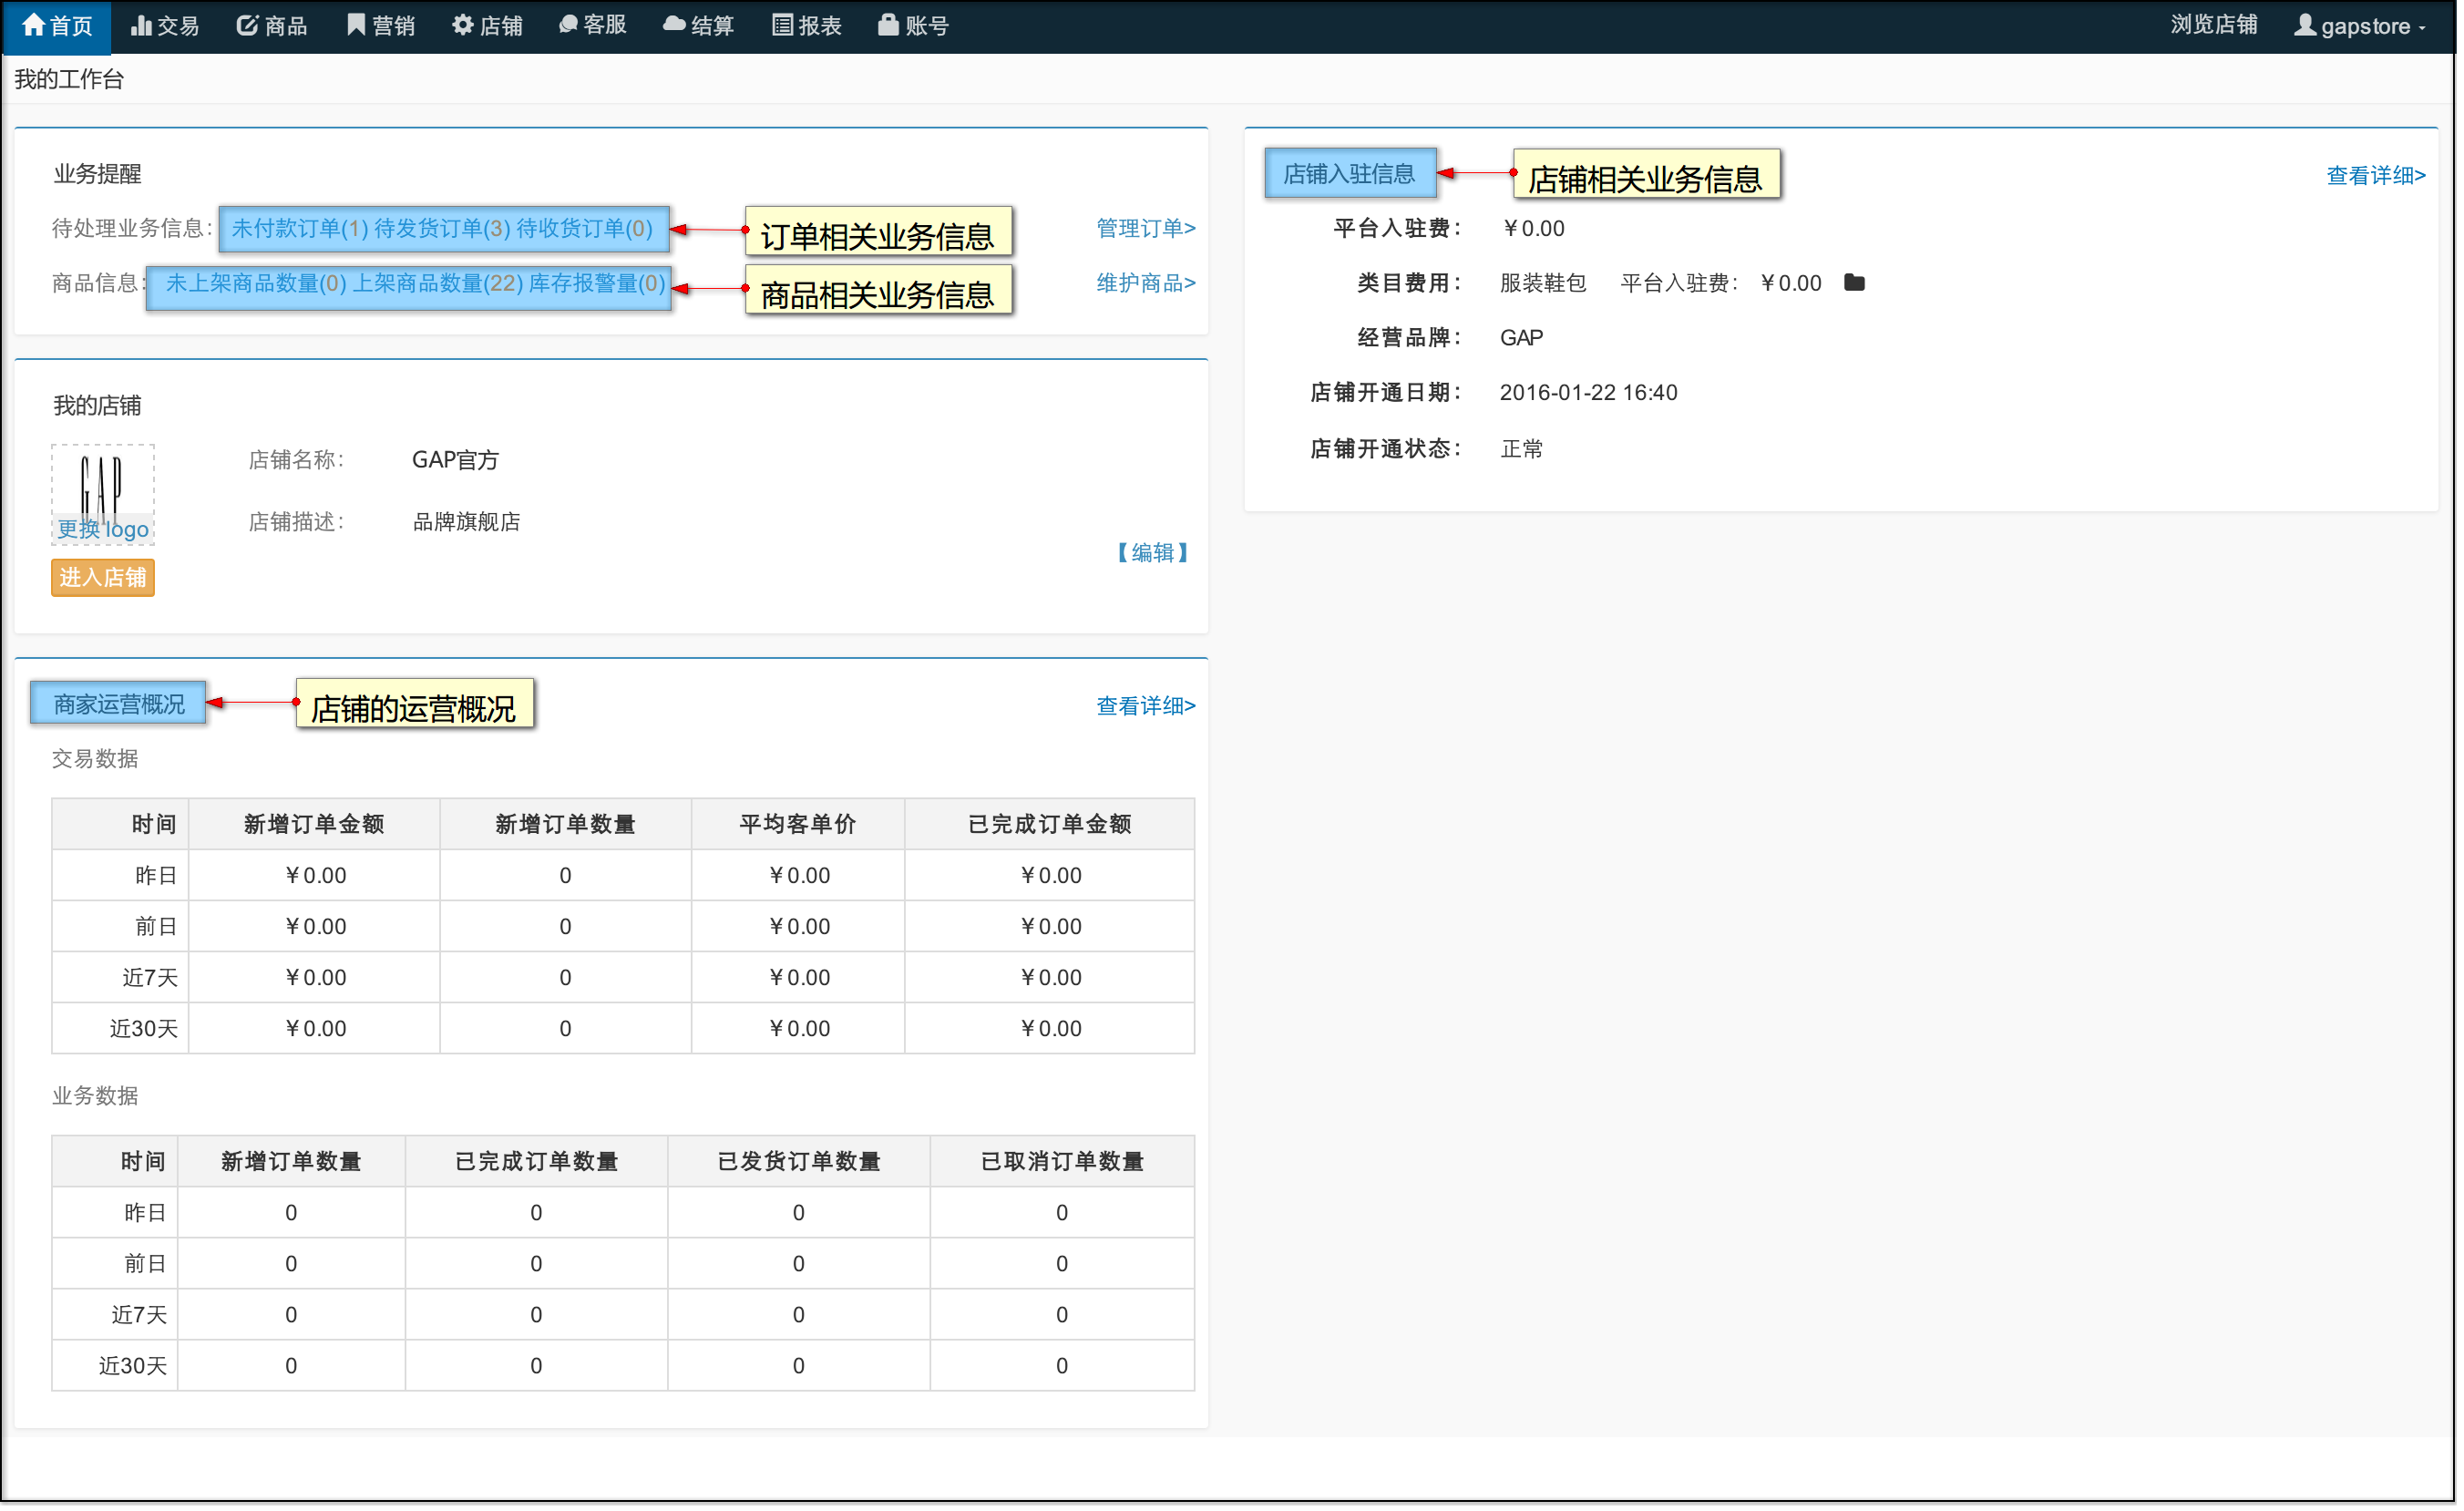 首页 交易 商品 营销 店铺 客服 结算 报表 账号 浏览店铺 gapstore
我的工作台
业务提醒
待处理业务信息: 未付款订单(1) 待发货订单(3) 待收货订单(0) 订单相关业务信息 管理订单>
商品信息: 未上架商品数量(0) 上架商品数量(22) 库存报警量(0) 商品相关业务信息 维护商品>
我的店铺
GAP
更换 logo
进入店铺
店铺名称: GAP官方
店铺描述: 品牌旗舰店
【编辑】
商家运营概况 店铺的运营概况 查看详细>
交易数据
时间 新增订单金额 新增订单数量 平均客单价 已完成订单金额
昨日 ￥0.00 0 ￥0.00 ￥0.00
前日 ￥0.00 0 ￥0.00 ￥0.00
近7天 ￥0.00 0 ￥0.00 ￥0.00
近30天 ￥0.00 0 ￥0.00 ￥0.00
业务数据
时间 新增订单数量 已完成订单数量 已发货订单数量 已取消订单数量
昨日 0 0 0 0
前日 0 0 0 0
近7天 0 0 0 0
近30天 0 0 0 0
店铺入驻信息 店铺相关业务信息 查看详细>
平台入驻费: ￥0.00
类目费用: 服装鞋包 平台入驻费: ￥0.00
经营品牌: GAP
店铺开通日期: 2016-01-22 16:40
店铺开通状态: 正常